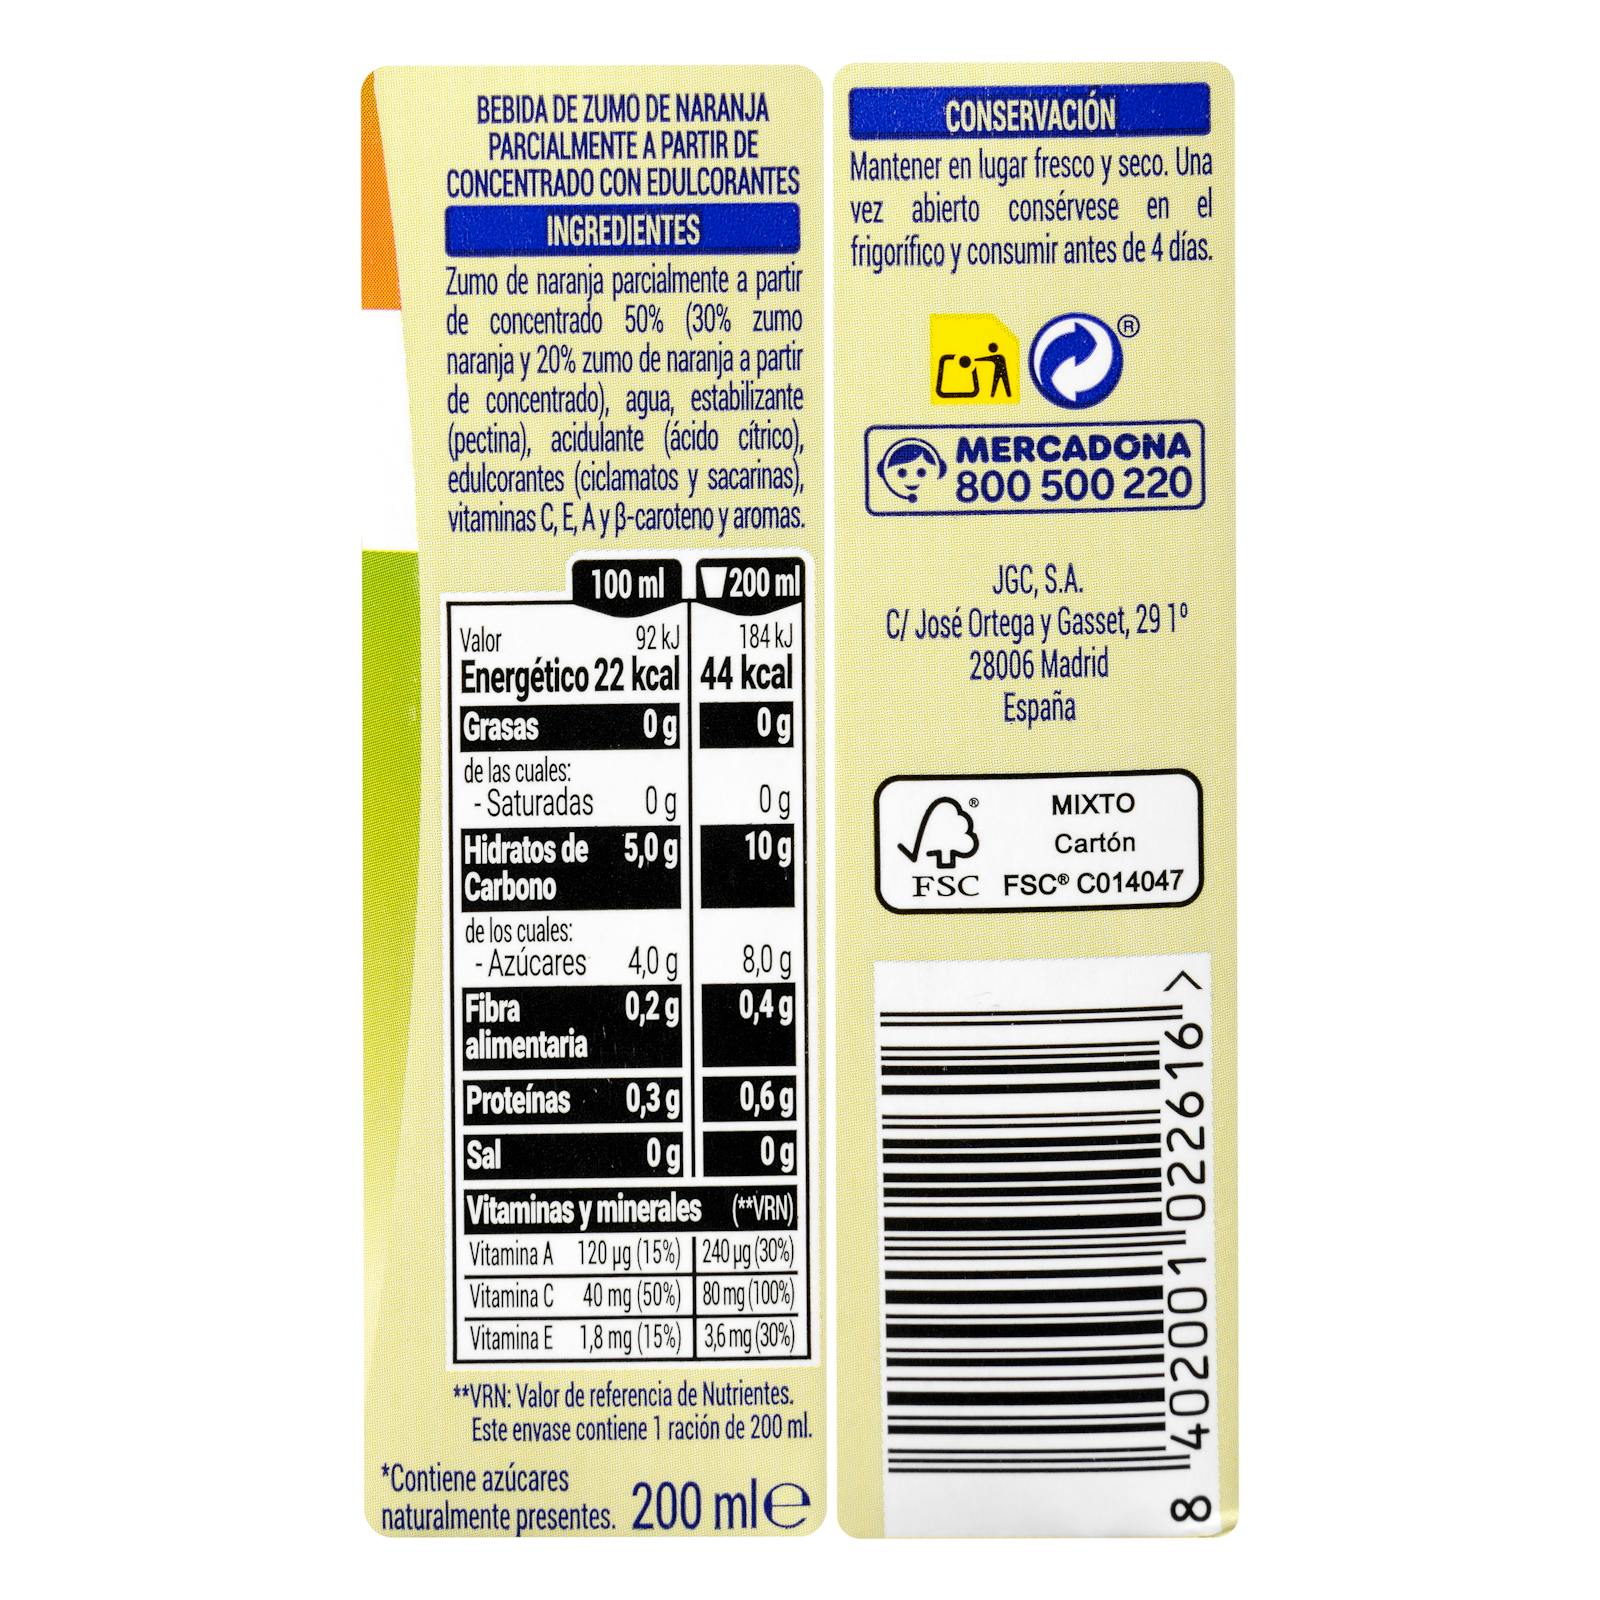 BEBIDA DE ZUMO DE NARANJA
PARCIALMENTE A PARTIR DE
CONCENTRADO CON EDULCORANTES
INGREDIENTES
Zumo de naranja parcialmente a partir
de concentrado 50% (30% zumo
naranja y 20% zumo de naranja a partir
de concentrado), agua, estabilizante
(pectina), acidulante (ácido cítrico),
edulcorantes (ciclamatos y sacarinas),
vitaminas C, E, A y β-caroteno y aromas.
100 ml 200 ml
Valor 92 kJ 184 kJ
Energético 22 kcal 44 kcal
Grasas 0 g 0 g
de las cuales:
- Saturadas 0 g 0 g
Hidratos de 5,0 g 10 g
Carbono
de los cuales:
- Azúcares 4,0 g 8,0 g
Fibra 0,2 g 0,4 g
alimentaria
Proteínas 0,3 g 0,6 g
Sal 0 g 0 g
Vitaminas y minerales (**VRN)
Vitamina A 120 µg (15%) 240 µg (30%)
Vitamina C 40 mg (50%) 80 mg (100%)
Vitamina E 1,8 mg (15%) 3,6 mg (30%)
**VRN: Valor de referencia de Nutrientes.
Este envase contiene 1 ración de 200 ml.
*Contiene azúcares
naturalmente presentes. 200 ml e
CONSERVACIÓN
Mantener en lugar fresco y seco. Una
vez abierto consérvese en el
frigorífico y consumir antes de 4 días.
®
MERCADONA
800 500 220
JGC, S.A.
C/ José Ortega y Gasset, 29 1º
28006 Madrid
España
® MIXTO
Cartón
FSC FSC® C014047
8 402001 022616 >